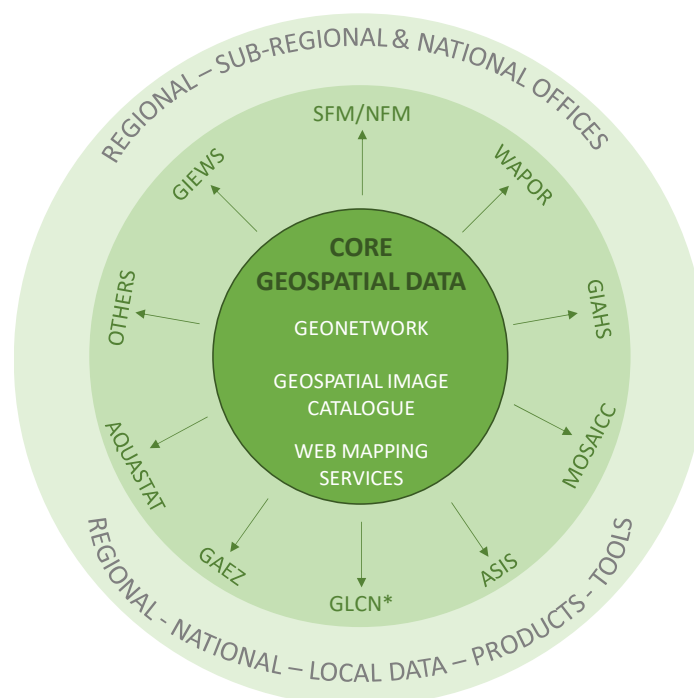 REGIONAL – SUB-REGIONAL & NATIONAL OFFICES
SFM/NFM
GIEWS
WAPOR
OTHERS
GIAHS
CORE
GEOSPATIAL DATA
GEONETWORK
GEOSPATIAL IMAGE
CATALOGUE
WEB MAPPING
SERVICES
AQUASTAT
MOSAICC
GAEZ
ASIS
GLCN*
REGIONAL - NATIONAL – LOCAL DATA – PRODUCTS - TOOLS